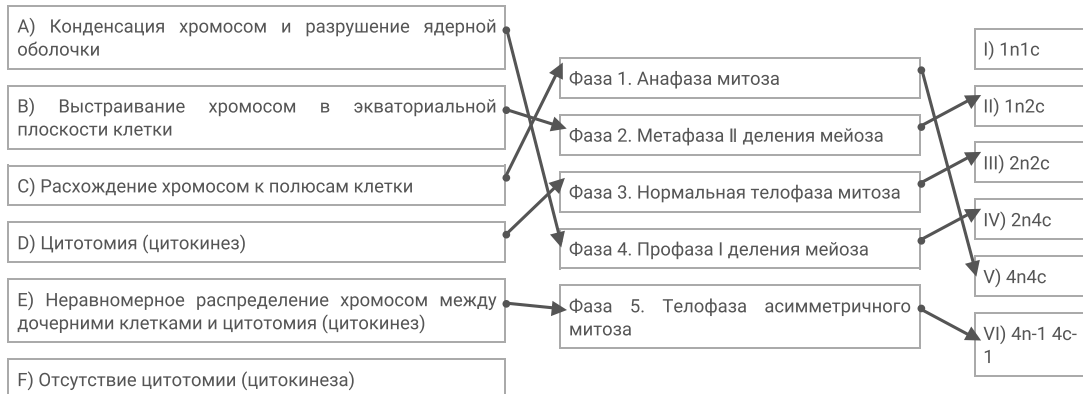 A) Конденсация хромосом и разрушение ядерной
оболочки
B) Выстраивание хромосом в экваториальной
плоскости клетки
C) Расхождение хромосом к полюсам клетки
D) Цитотомия (цитокинез)
E) Неравномерное распределение хромосом между
дочерними клетками и цитотомия (цитокинез)
F) Отсутствие цитотомии (цитокинеза)
Фаза 1. Анафаза митоза
Фаза 2. Метафаза II деления мейоза
Фаза 3. Нормальная телофаза митоза
Фаза 4. Профаза I деления мейоза
Фаза 5. Телофаза асимметричного
митоза
I) 1n1c
II) 1n2c
III) 2n2c
IV) 2n4c
V) 4n4c
VI) 4n-1 4c-
1